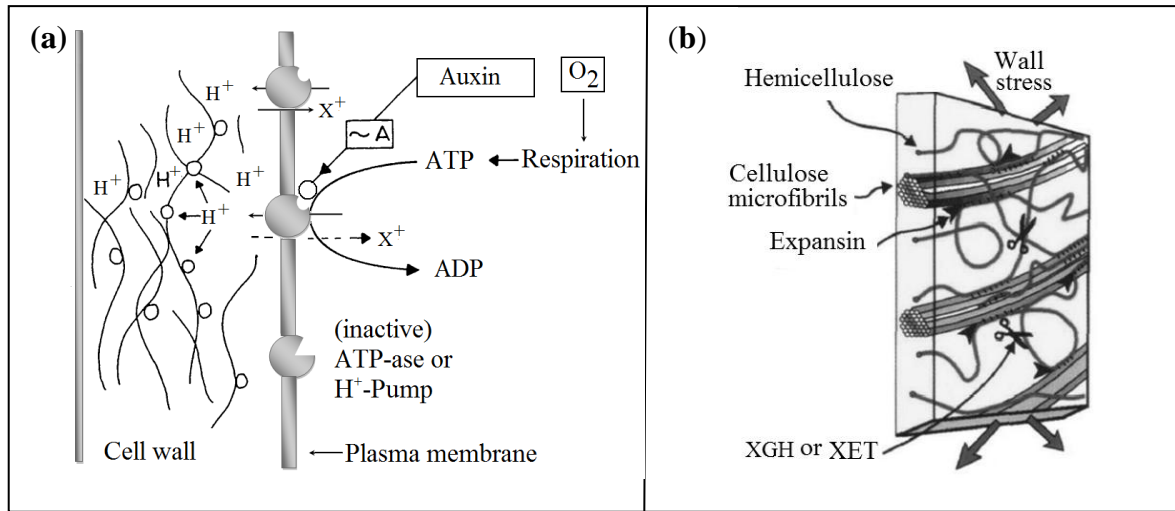 (a)
H+
H+
H+
H+
H+
H+
H+
X+
Auxin
O2
~ A
ATP
Respiration
X+
ADP
(inactive)
ATP-ase or
H+-Pump
Cell wall
Plasma membrane
(b)
Hemicellulose
Wall
stress
Cellulose
microfibrils
Expansin
XGH or XET